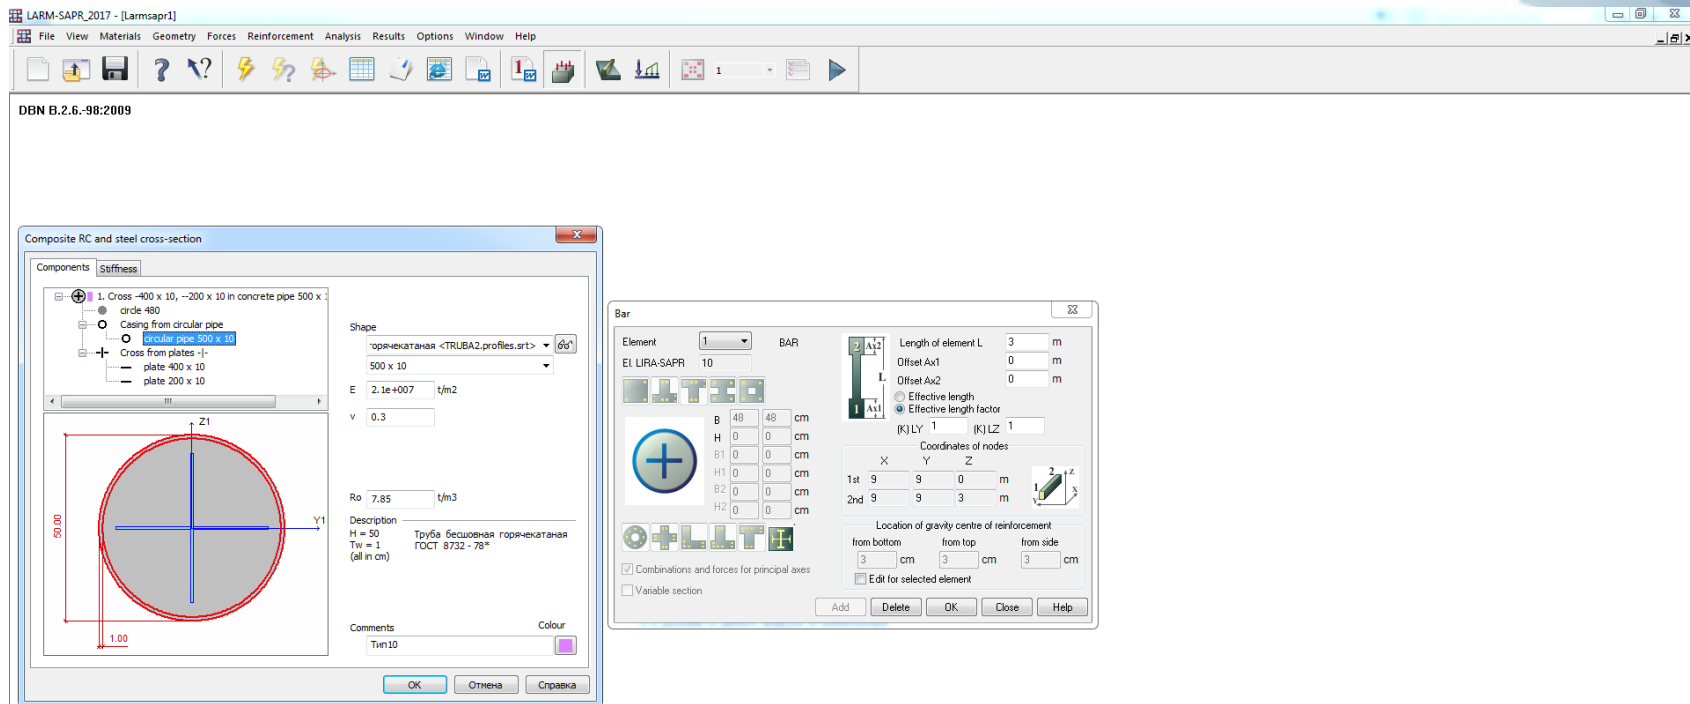 LARM-SAPR_2017 - [Larmsapr1]
File View Materials Geometry Forces Reinforcement Analysis Results Options Window Help
1
DBN B.2.6.-98:2009
Composite RC and steel cross-section
Components Stiffness
1. Cross -400 x 10, --200 x 10 in concrete pipe 500 x
circle 480
Casing from circular pipe
circular pipe 500 x 10
Cross from plates -|-
plate 400 x 10
plate 200 x 10
Z1
Y1
50.00
1.00
Shape
горячекатаная <TRUBA2.profiles.srt>
500 x 10
E 2.1e+007 t/m2
v 0.3
Ro 7.85 t/m3
Description
H = 50 Труба бесшовная горячекатаная
Tw = 1 ГОСТ 8732 - 78*
(all in cm)
Comments Colour
Тип10
OK Отмена Справка
Bar
Element 1 BAR
El. LIRA-SAPR 10
B 48 48 cm
H 0 0 cm
B1 0 0 cm
H1 0 0 cm
B2 0 0 cm
H2 0 0 cm
Combinations and forces for principal axes
Variable section
2 Ax2
L
1 Ax1
Length of element L 3 m
Offset Ax1 0 m
Offset Ax2 0 m
Effective length
Effective length factor
(K) LY 1 (K) LZ 1
Coordinates of nodes
X Y Z
1st 9 9 0 m
2nd 9 9 3 m
2 Z
1 X
Y
Location of gravity centre of reinforcement
from bottom from top from side
3 cm 3 cm 3 cm
Edit for selected element
Add Delete OK Close Help